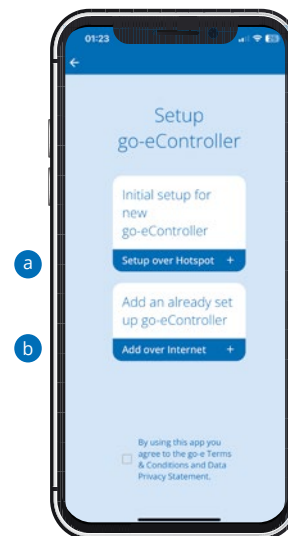 01:23
Setup
go-eController
Initial setup for
new
go-eController
a
Setup over Hotspot +
Add an already set
up go-eController
b
Add over Internet +
By using this app you
agree to the go-e Terms
& Conditions and Data
Privacy Statement.